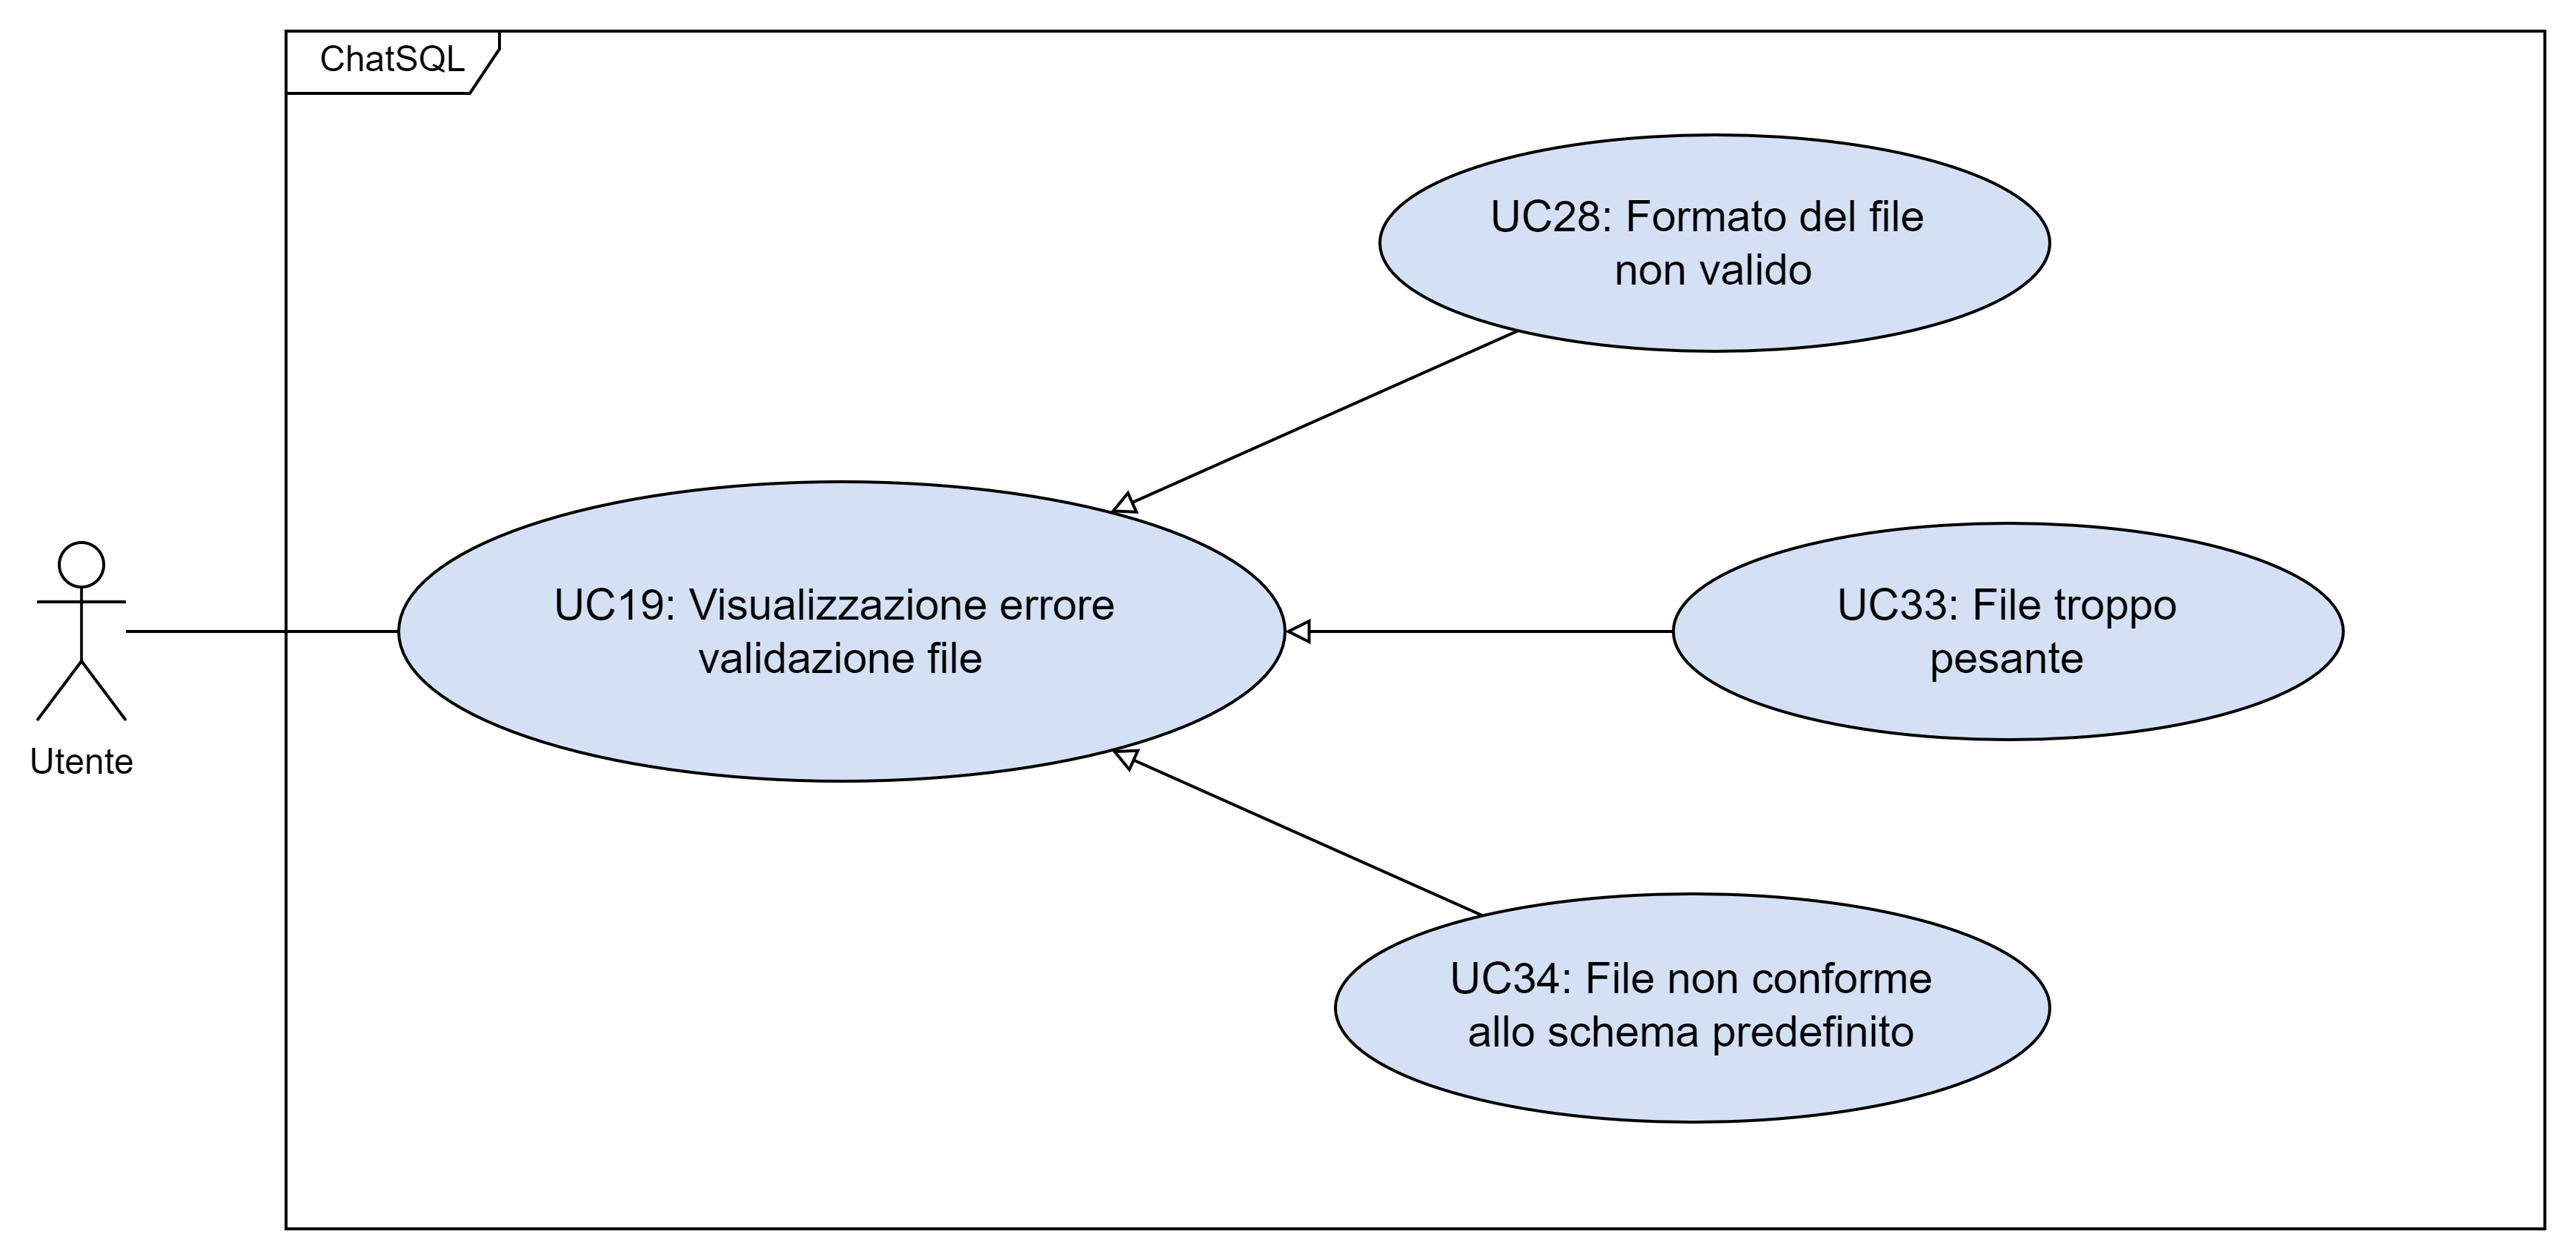 ChatSQL
UC28: Formato del file
non valido
UC19: Visualizzazione errore
validazione file
UC33: File troppo
pesante
Utente
UC34: File non conforme
allo schema predefinito